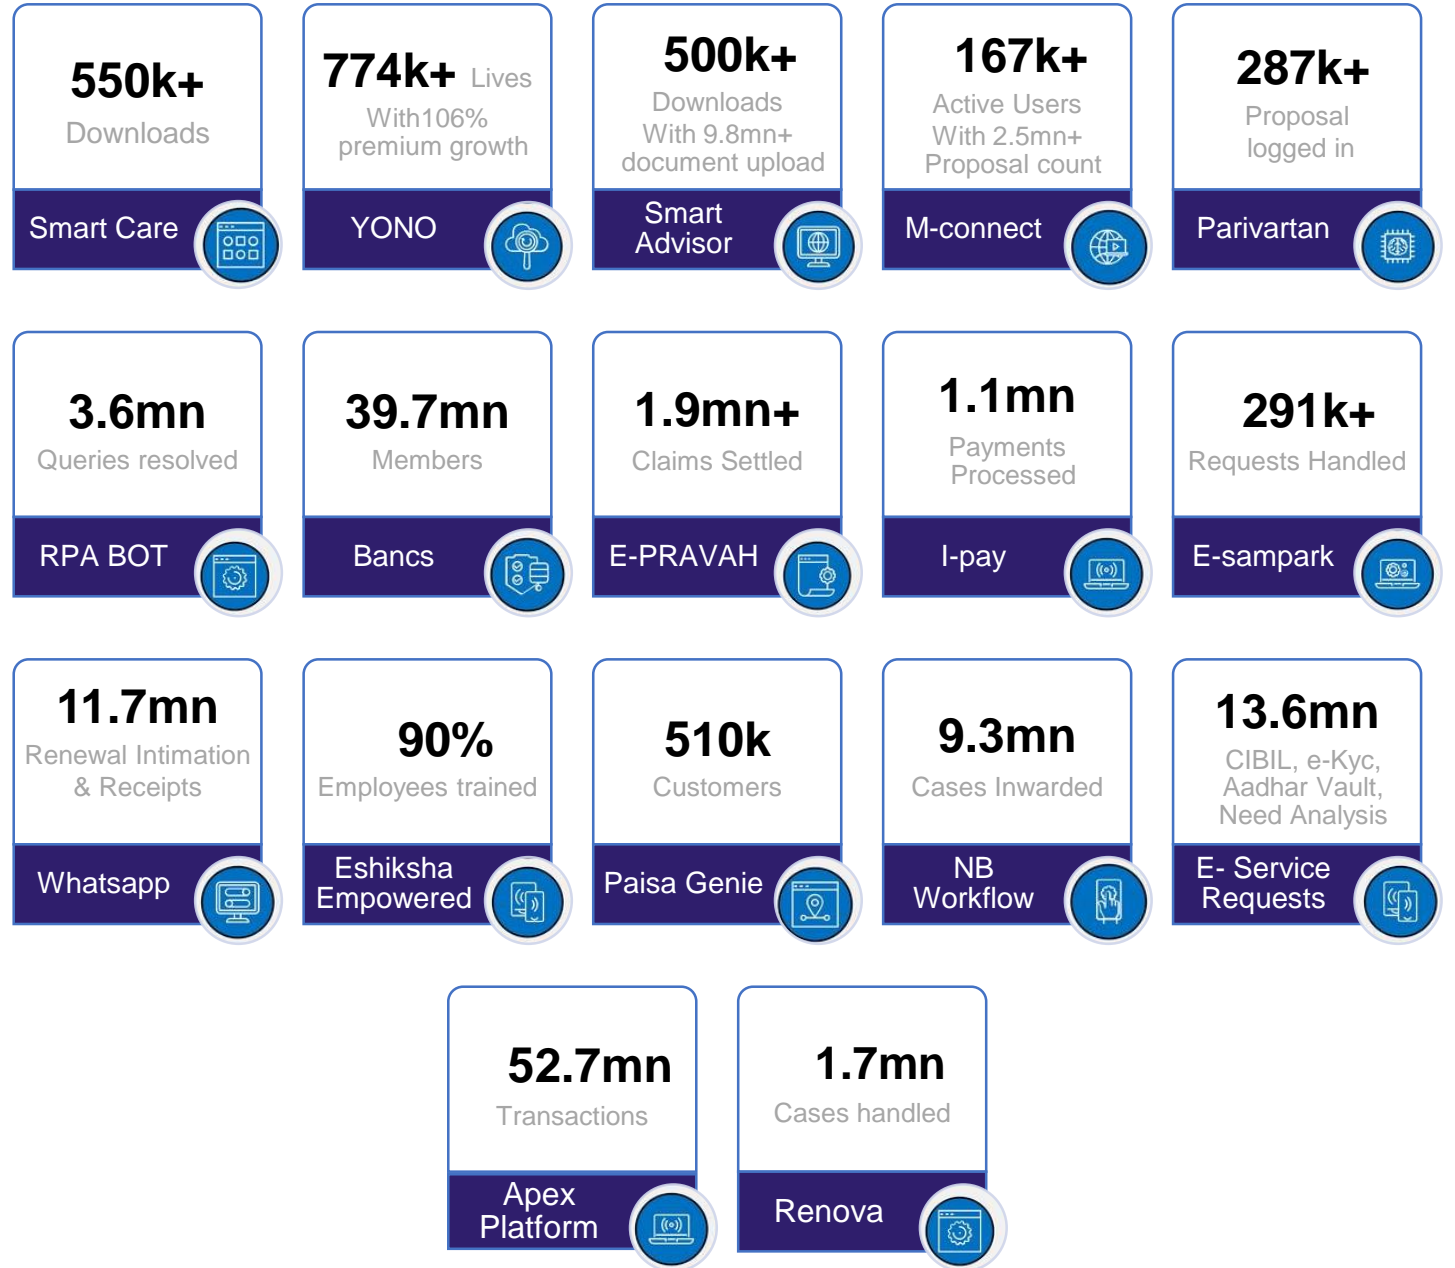 550k+
Downloads
Smart Care
774k+ Lives
With106%
premium growth
YONO
500k+
Downloads
With 9.8mn+
document upload
Smart
Advisor
167k+
Active Users
With 2.5mn+
Proposal count
M-connect
287k+
Proposal
logged in
Parivartan
3.6mn
Queries resolved
RPA BOT
39.7mn
Members
Bancs
1.9mn+
Claims Settled
E-PRAVAH
1.1mn
Payments
Processed
I-pay
291k+
Requests Handled
E-sampark
11.7mn
Renewal Intimation
& Receipts
Whatsapp
90%
Employees trained
Eshiksha
Empowered
510k
Customers
Paisa Genie
9.3mn
Cases Inwarded
NB
Workflow
13.6mn
CIBIL, e-Kyc,
Aadhar Vault,
Need Analysis
E- Service
Requests
52.7mn
Transactions
Apex
Platform
1.7mn
Cases handled
Renova